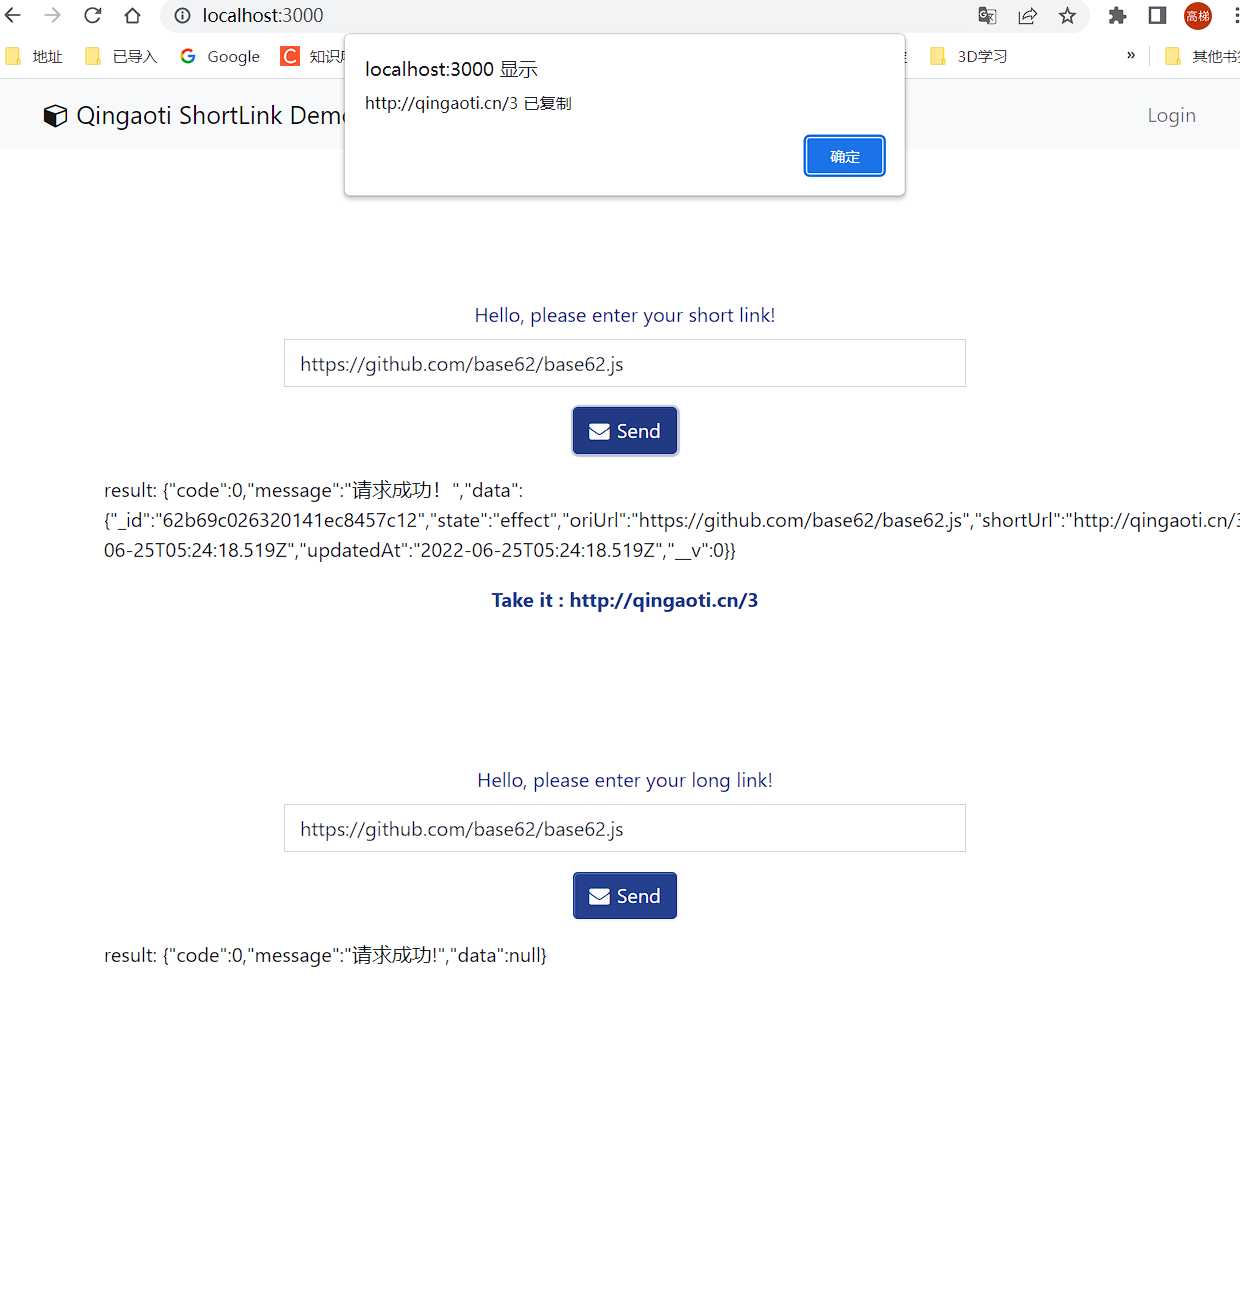 localhost:3000
高梯
地址
已导入
Google
知识
3D学习
»
其他书
localhost:3000 显示
http://qingaoti.cn/3 已复制
确定
Qingaoti ShortLink Dem
Login
Hello, please enter your short link!
https://github.com/base62/base62.js
Send
result: {"code":0,"message":"请求成功！","data":
{"_id":"62b69c026320141ec8457c12","state":"effect","oriUrl":"https://github.com/base62/base62.js","shortUrl":"http://qingaoti.cn/3
06-25T05:24:18.519Z","updatedAt":"2022-06-25T05:24:18.519Z","__v":0}}
Take it : http://qingaoti.cn/3
Hello, please enter your long link!
https://github.com/base62/base62.js
Send
result: {"code":0,"message":"请求成功!","data":null}